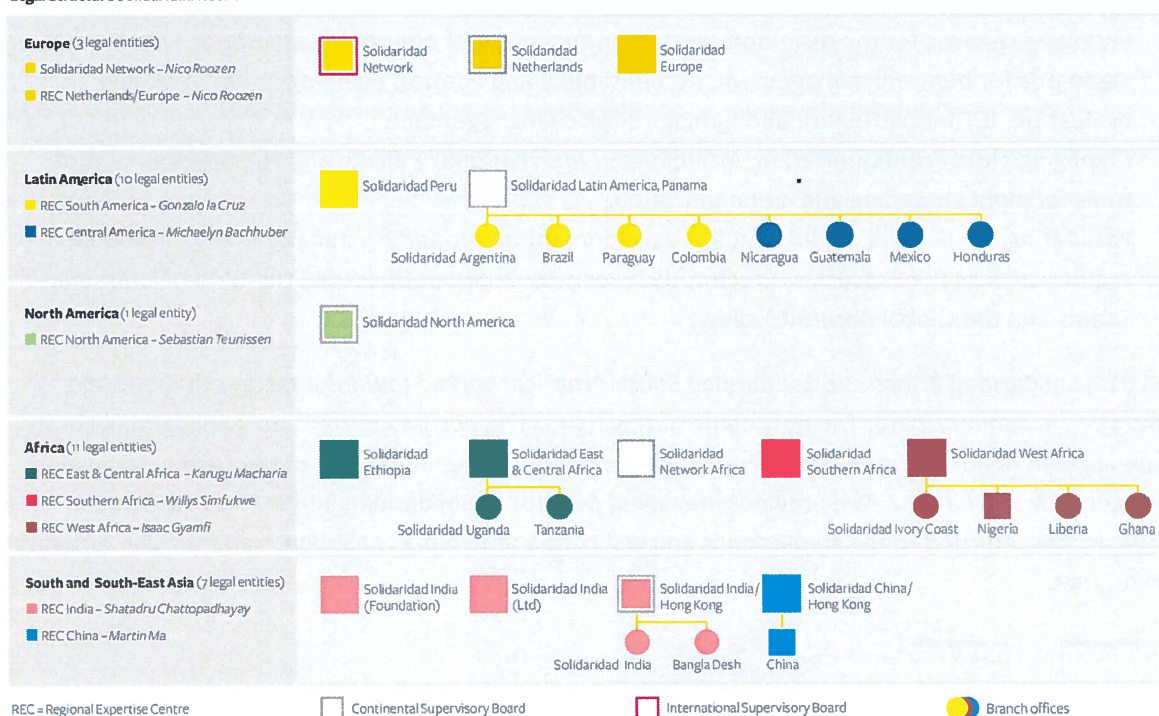 Europe (3 legal entities)
Solidaridad Network – Nico Roozen
REC Netherlands/Europe – Nico Roozen
Solidaridad
Network
Solidaridad
Netherlands
Solidaridad
Europe
Latin America (10 legal entities)
REC South America – Gonzalo la Cruz
REC Central America – Michaelyn Bachhuber
Solidaridad Peru
Solidaridad Latin America, Panama
Solidaridad Argentina
Brazil
Paraguay
Colombia
Nicaragua
Guatemala
Mexico
Honduras
North America (1 legal entity)
REC North America – Sebastian Teunissen
Solidaridad North America
Africa (11 legal entities)
REC East & Central Africa – Karugu Macharia
REC Southern Africa – Willys Simfukwe
REC West Africa – Isaac Gyamfi
Solidaridad
Ethiopia
Solidaridad East
& Central Africa
Solidaridad
Network Africa
Solidaridad
Southern Africa
Solidaridad West Africa
Solidaridad Uganda
Tanzania
Solidaridad Ivory Coast
Nigeria
Liberia
Ghana
South and South-East Asia (7 legal entities)
REC India – Shatadru Chattopadhayay
REC China – Martin Ma
Solidaridad India
(Foundation)
Solidaridad India
(Ltd)
Solidaridad India/
Hong Kong
Solidaridad China/
Hong Kong
Solidaridad India
Bangla Desh
China
REC = Regional Expertise Centre
Continental Supervisory Board
International Supervisory Board
Branch offices